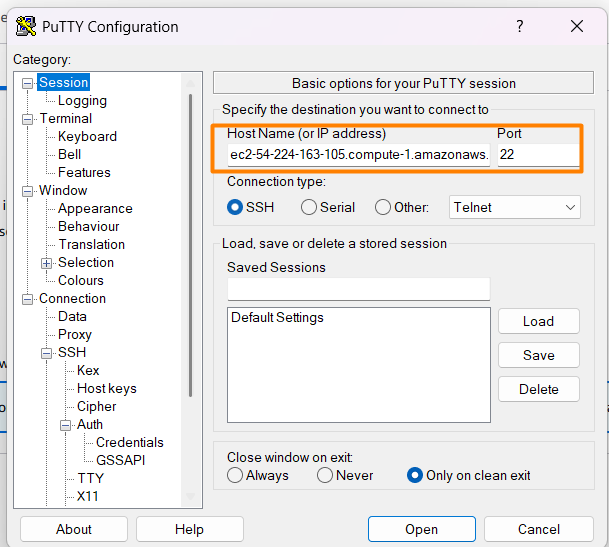 PuTTY Configuration
?
Category:
Session
Logging
Terminal
Keyboard
Bell
Features
Window
Appearance
Behaviour
Translation
Selection
Colours
Connection
Data
Proxy
SSH
Kex
Host keys
Cipher
Auth
Credentials
GSSAPI
TTY
X11
Basic options for your PuTTY session
Specify the destination you want to connect to
Host Name (or IP address) Port
ec2-54-224-163-105.compute-1.amazonaws. 22
Connection type:
SSH Serial Other: Telnet
Load, save or delete a stored session
Saved Sessions
Default Settings
Load
Save
Delete
Close window on exit:
Always Never Only on clean exit
About Help Open Cancel